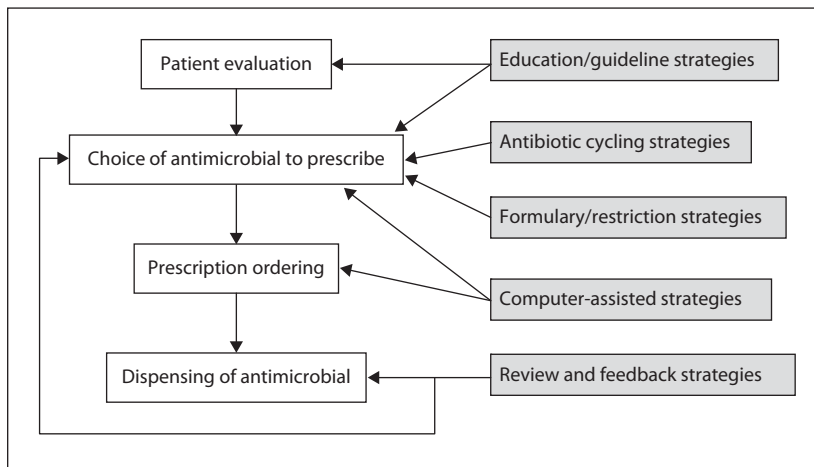 Patient evaluation
Education/guideline strategies
Choice of antimicrobial to prescribe
Antibiotic cycling strategies
Formulary/restriction strategies
Prescription ordering
Computer-assisted strategies
Dispensing of antimicrobial
Review and feedback strategies